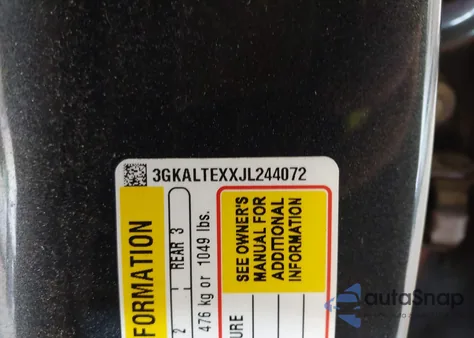 3GKALTEXXJL244072
FORMATION
2 REAR 3
476 kg or 1049 lbs.
SEE OWNER'S
MANUAL FOR
ADDITIONAL
INFORMATION
URE
autoSnap